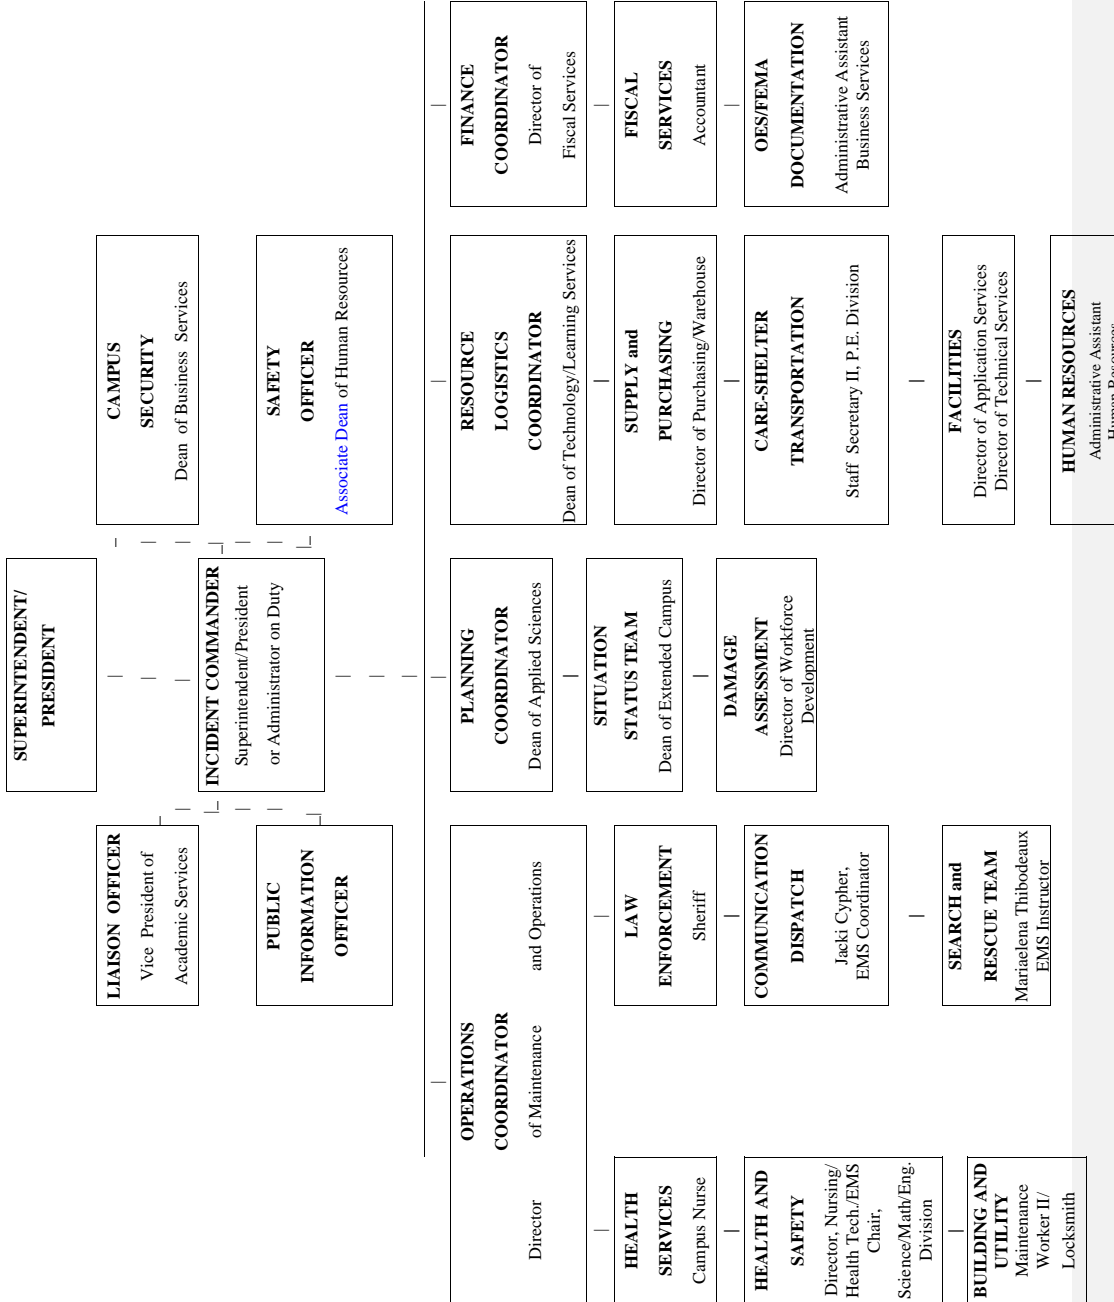 SUPERINTENDENT/
PRESIDENT
LIAISON OFFICER
Vice President of
Academic Services
CAMPUS
SECURITY
Dean of Business Services
INCIDENT COMMANDER
Superintendent/President
or Administrator on Duty
PUBLIC
INFORMATION
OFFICER
SAFETY
OFFICER
Associate Dean of Human Resources
OPERATIONS
COORDINATOR
Director of Maintenance and Operations
PLANNING
COORDINATOR
Dean of Applied Sciences
RESOURCE
LOGISTICS
COORDINATOR
Dean of Technology/Learning Services
FINANCE
COORDINATOR
Director of
Fiscal Services
HEALTH
SERVICES
Campus Nurse
LAW
ENFORCEMENT
Sheriff
SITUATION
STATUS TEAM
Dean of Extended Campus
SUPPLY and
PURCHASING
Director of Purchasing/Warehouse
FISCAL
SERVICES
Accountant
HEALTH AND
SAFETY
Director, Nursing/
Health Tech./EMS
Chair,
Science/Math/Eng.
Division
COMMUNICATION
DISPATCH
Jacki Cypher,
EMS Coordinator
DAMAGE
ASSESSMENT
Director of Workforce
Development
CARE-SHELTER
TRANSPORTATION
Staff Secretary II, P.E. Division
OES/FEMA
DOCUMENTATION
Administrative Assistant
Business Services
BUILDING AND
UTILITY
Maintenance
Worker II/
Locksmith
SEARCH and
RESCUE TEAM
Mariaelena Thibodeaux
EMS Instructor
FACILITIES
Director of Application Services
Director of Technical Services
HUMAN RESOURCES
Administrative Assistant
Human Resources